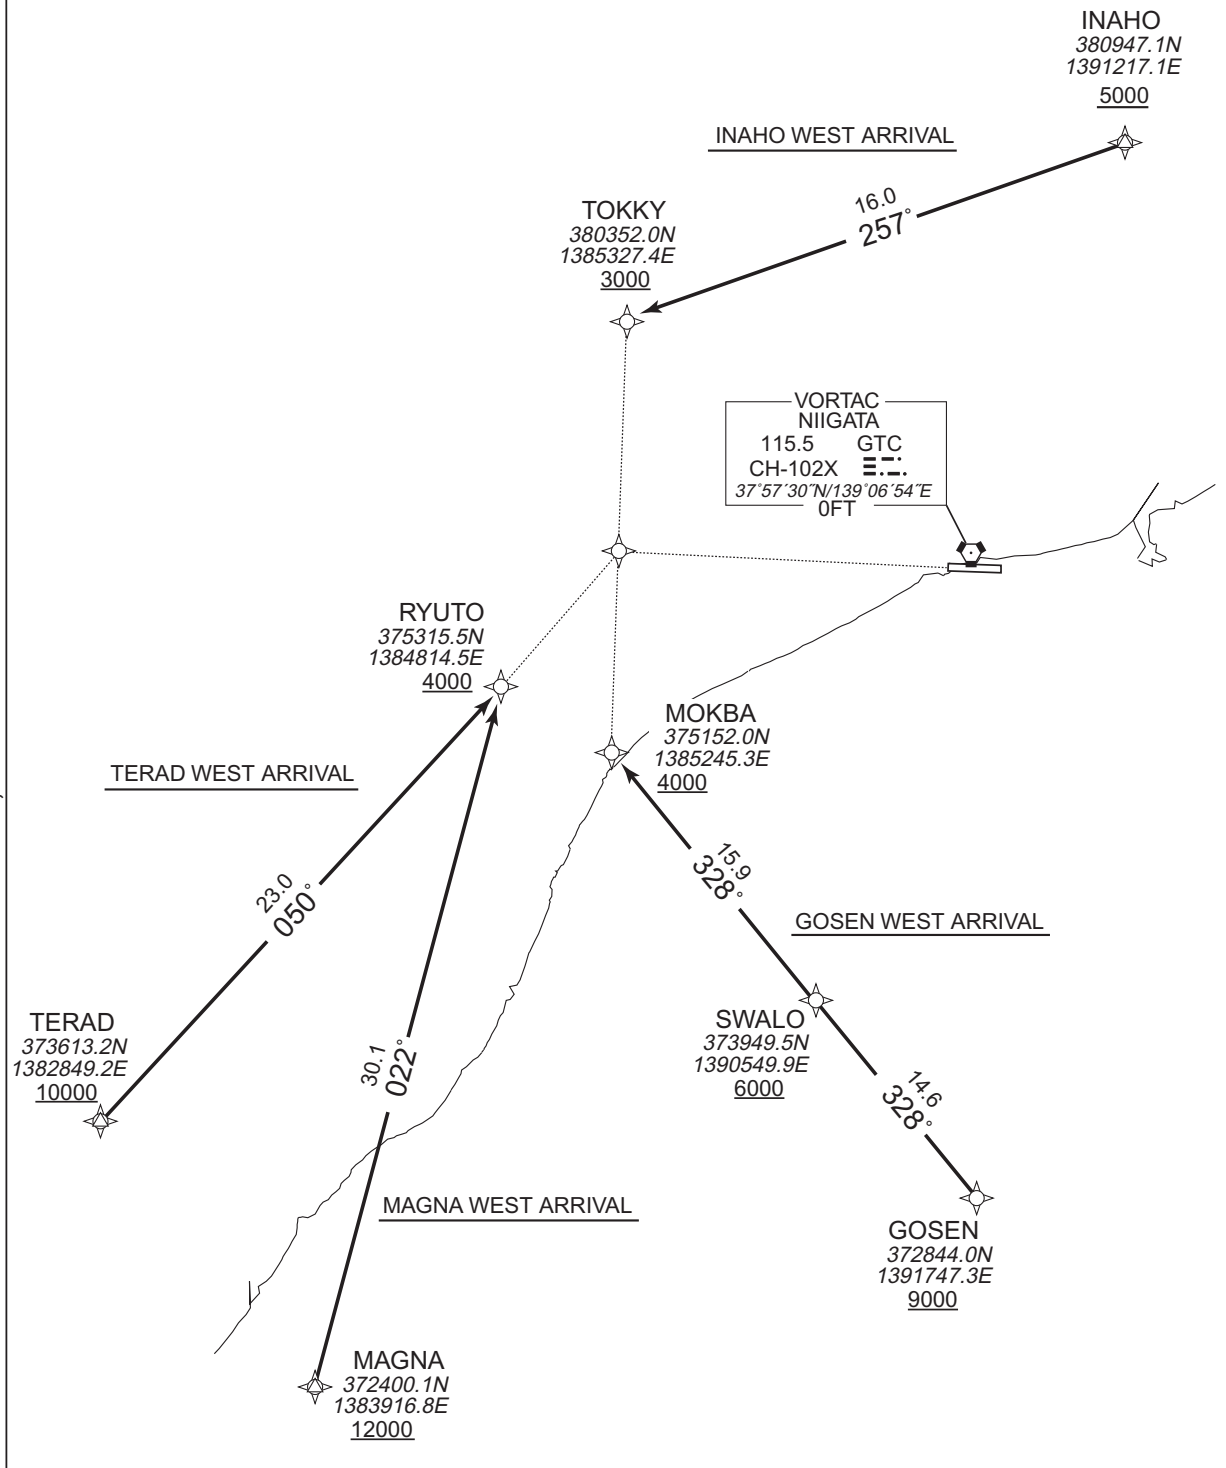 INAHO
380947.1N
1391217.1E
5000
INAHO WEST ARRIVAL
16.0
257°
TOKKY
380352.0N
1385327.4E
3000
VORTAC
NIIGATA
115.5 GTC
CH-102X
37°57´30˝N/139°06´54˝E
0FT
RYUTO
375315.5N
1384814.5E
4000
MOKBA
375152.0N
1385245.3E
4000
TERAD WEST ARRIVAL
15.9
328°
23.0
050°
GOSEN WEST ARRIVAL
TERAD
373613.2N
1382849.2E
10000
SWALO
373949.5N
1390549.9E
6000
30.1
022°
14.6
328°
MAGNA WEST ARRIVAL
GOSEN
372844.0N
1391747.3E
9000
MAGNA
372400.1N
1383916.8E
12000